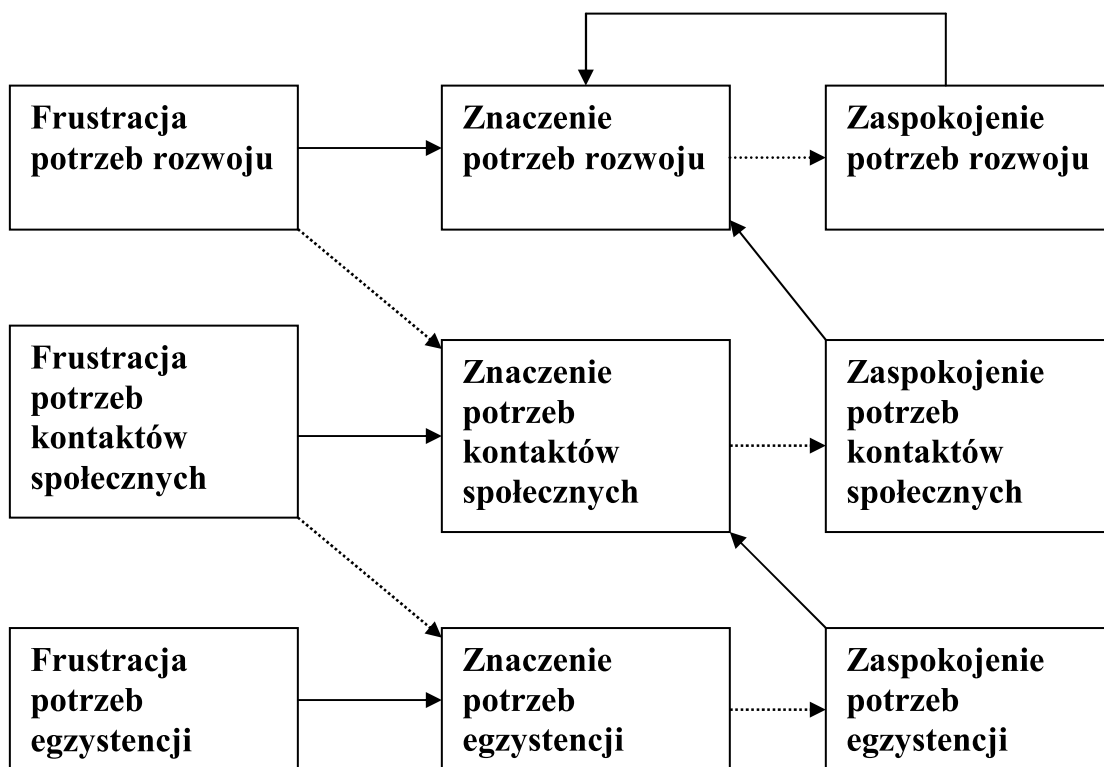 Frustracja
potrzeb rozwoju
Znaczenie
potrzeb rozwoju
Zaspokojenie
potrzeb rozwoju
Frustracja
potrzeb
kontaktów
społecznych
Znaczenie
potrzeb
kontaktów
społecznych
Zaspokojenie
potrzeb
kontaktów
społecznych
Frustracja
potrzeb
egzystencji
Znaczenie
potrzeb
egzystencji
Zaspokojenie
potrzeb
egzystencji